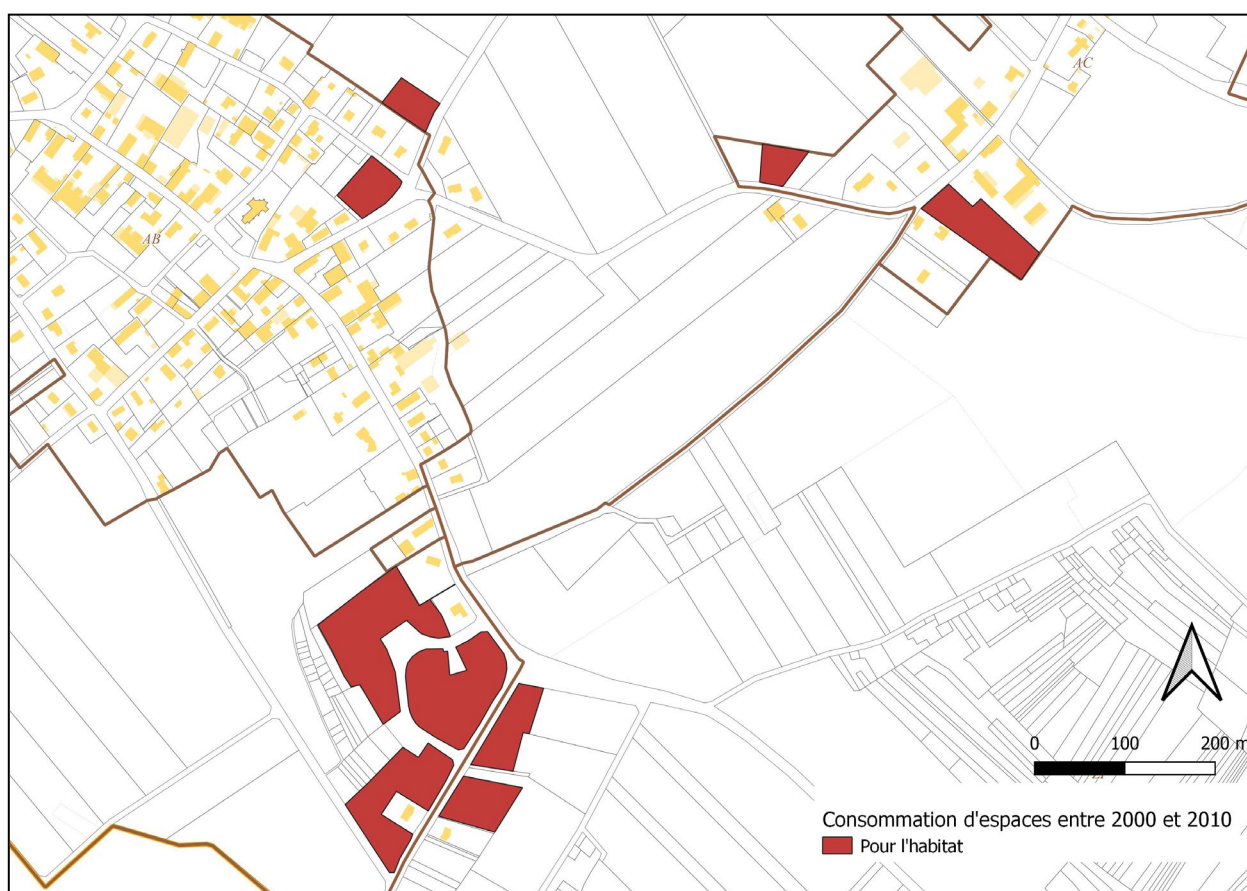 AC
AB
0 100 200 m
Consommation d'espaces entre 2000 et 2010
Pour l'habitat